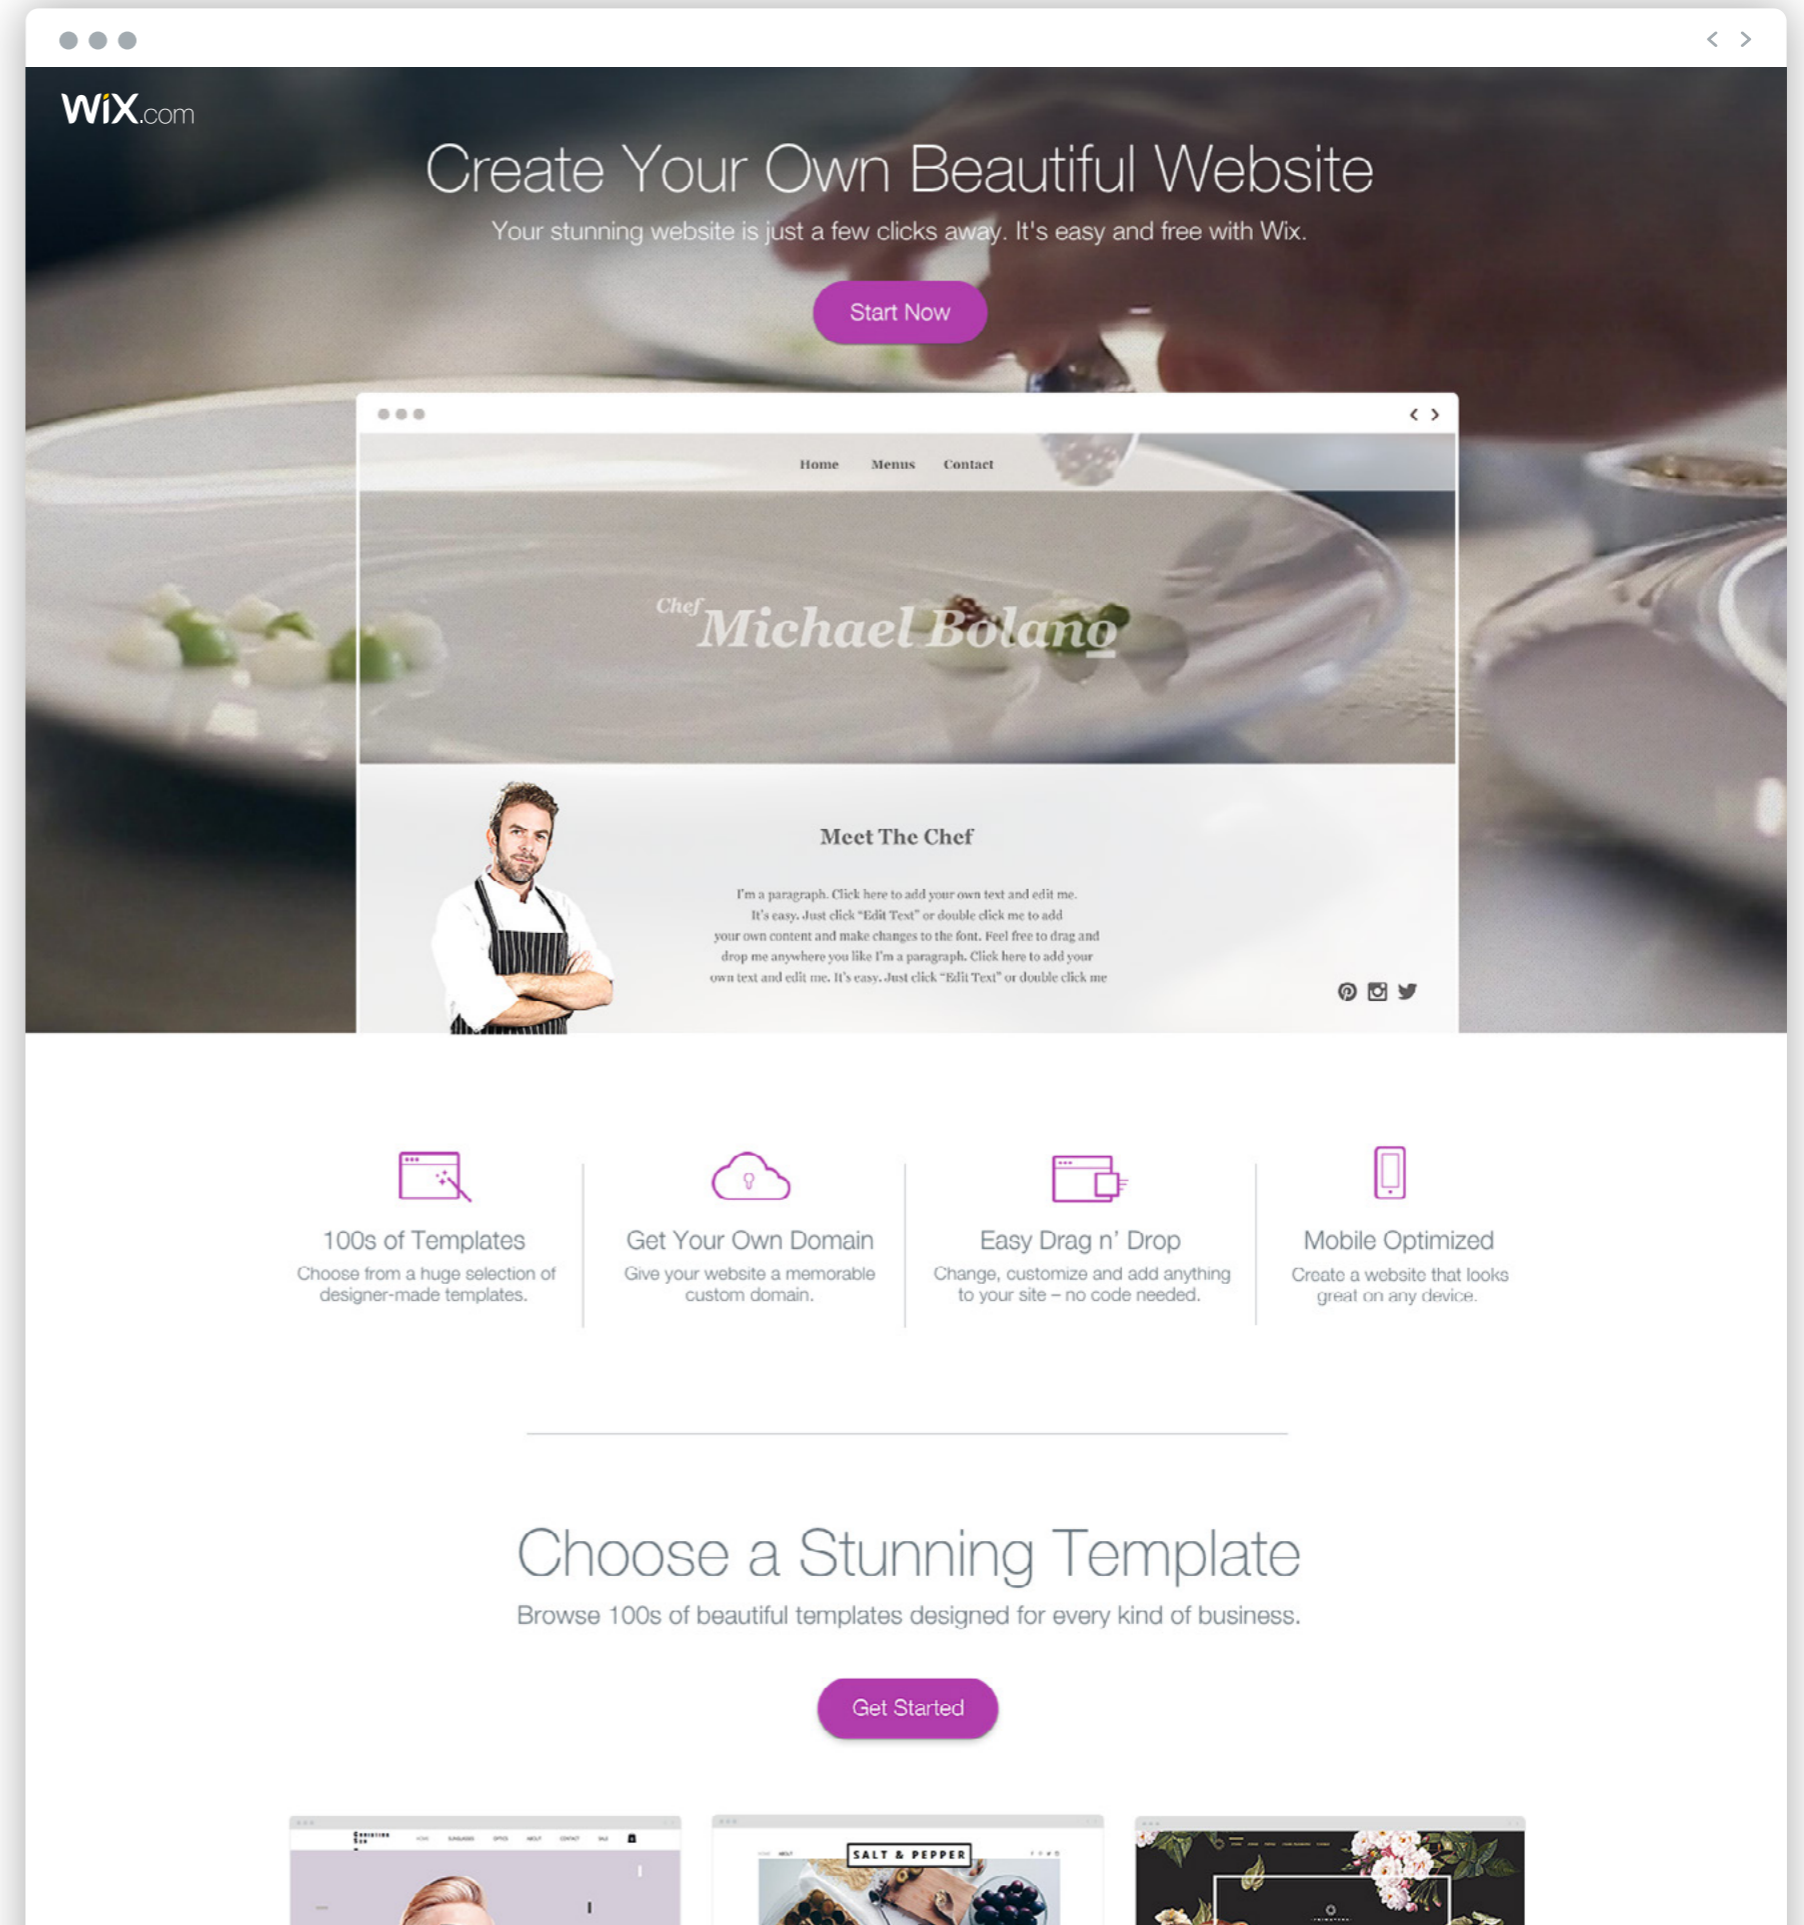 WiX.com
Create Your Own Beautiful Website
Your stunning website is just a few clicks away. It's easy and free with Wix.
Start Now
Home Menus Contact
Chef Michael Bolano
Meet The Chef
I'm a paragraph. Click here to add your own text and edit me.
It's easy. Just click “Edit Text” or double click me to add
your own content and make changes to the font. Feel free to drag and
drop me anywhere you like I'm a paragraph. Click here to add your
own text and edit me. It's easy. Just click “Edit Text” or double click me
100s of Templates
Choose from a huge selection of
designer-made templates.
Get Your Own Domain
Give your website a memorable
custom domain.
Easy Drag n' Drop
Change, customize and add anything
to your site – no code needed.
Mobile Optimized
Create a website that looks
great on any device.
Choose a Stunning Template
Browse 100s of beautiful templates designed for every kind of business.
Get Started
HOME SUNGLASSES OPTICS ABOUT CONTACT SALE
SALT & PEPPER
HOME ABOUT